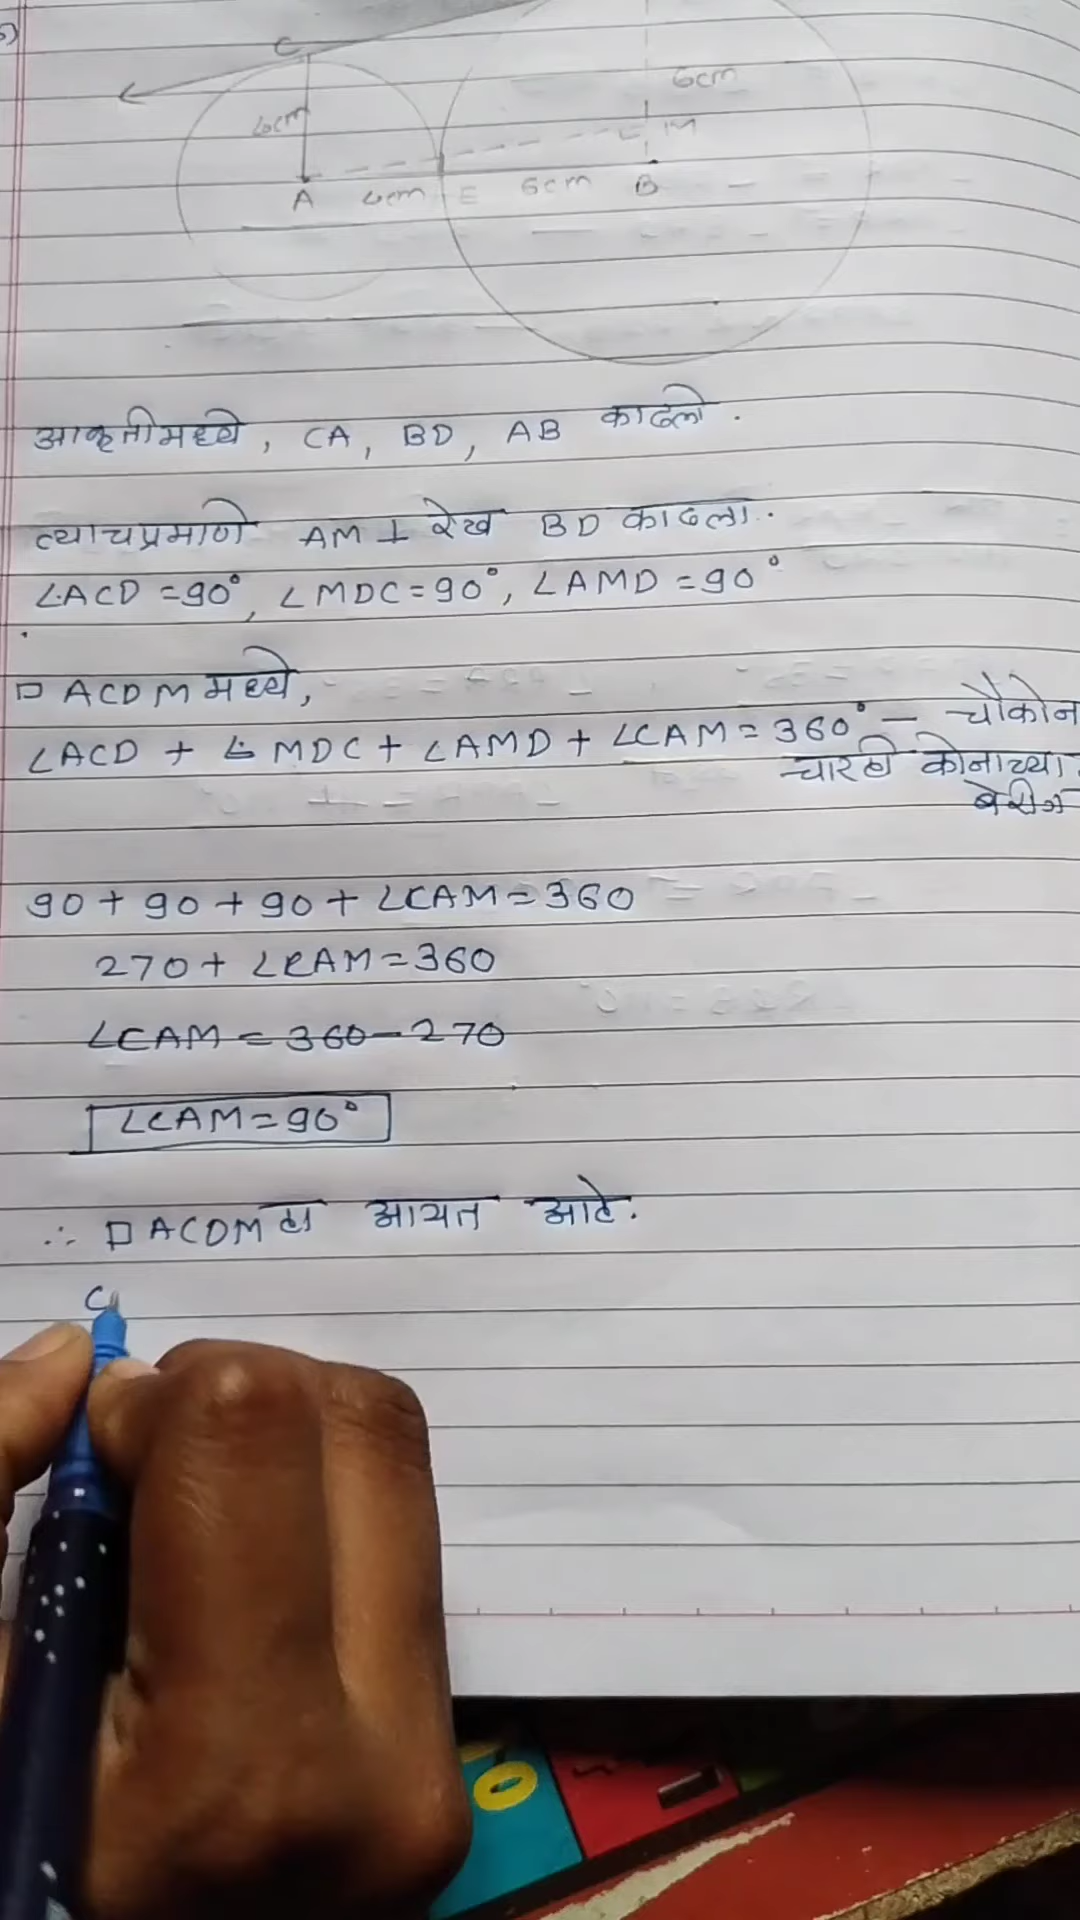 C
6cm
M
A
E
6cm
B
आकृतीमध्ये, CA, BD, AB काढले.
त्याचप्रमाणे AM ⊥ रेख BD काढला.
∠ACD = 90°, ∠MDC = 90°, ∠AMD = 90°
□ ACDM मध्ये,
∠ACD + ∠MDC + ∠AMD + ∠CAM = 360° – चौकोन
चारही कोनाच्या
बेरीज
90 + 90 + 90 + ∠CAM = 360
270 + ∠CAM = 360
∠CAM = 360 - 270
∠CAM = 90°
∴ □ ACDM हा आयत आहे.
C